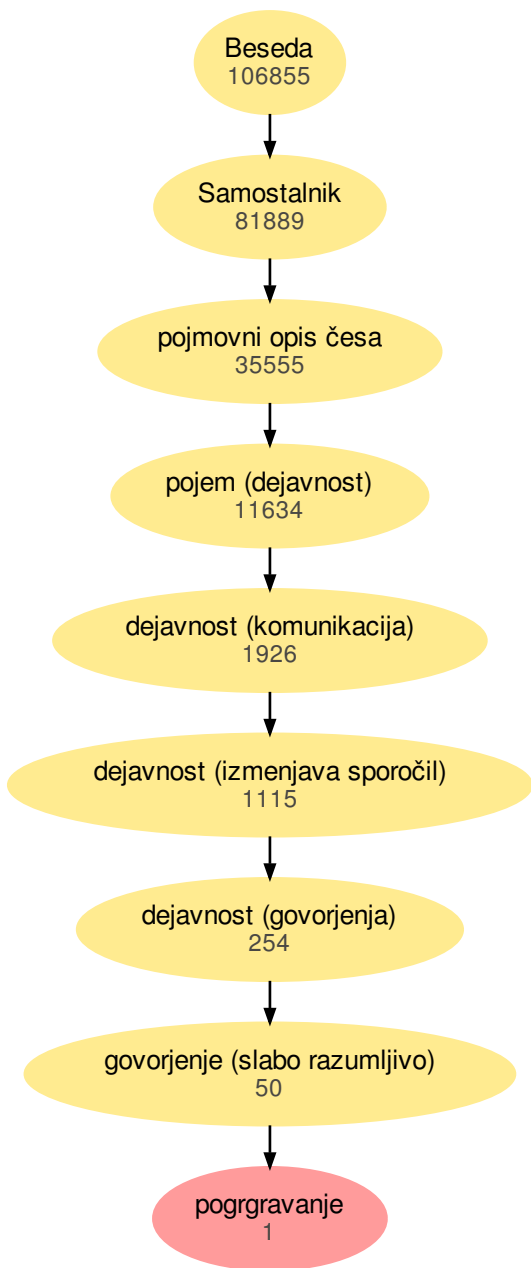 Beseda
106855
Samostalnik
81889
pojmovni opis česa
35555
pojem (dejavnost)
11634
dejavnost (komunikacija)
1926
dejavnost (izmenjava sporočil)
1115
dejavnost (govorjenja)
254
govorjenje (slabo razumljivo)
50
pogrgravanje
1